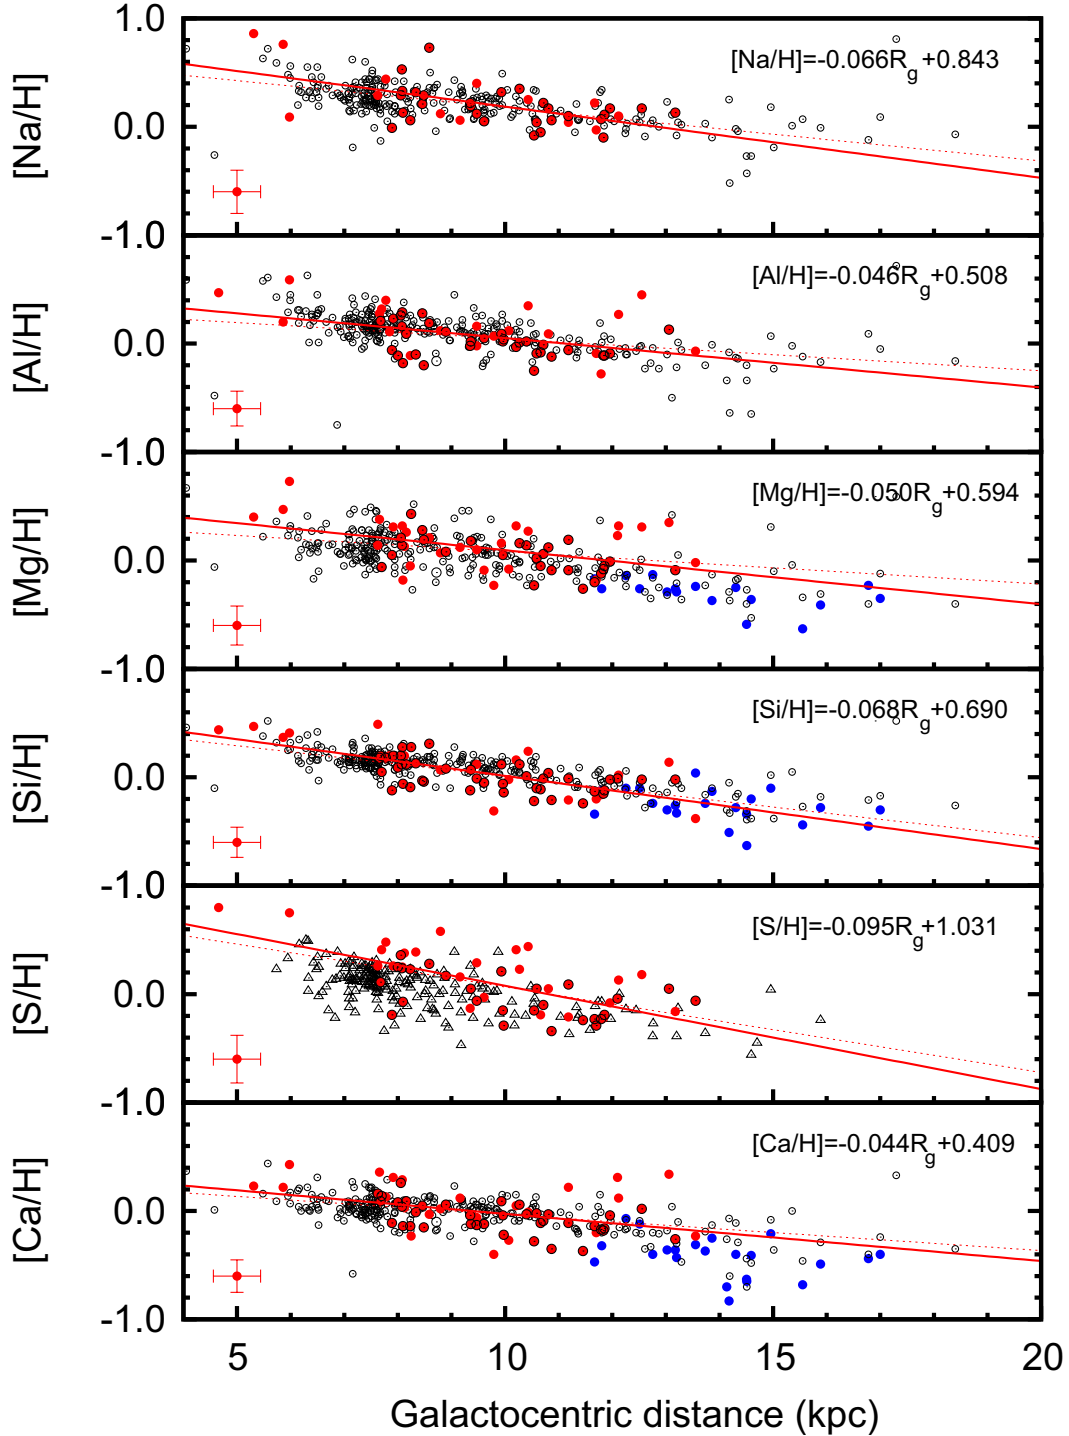 1.0
[Na/H]=-0.066Rg+0.843
[Na/H]
0.0
-1.0
[Al/H]=-0.046Rg+0.508
[Al/H]
0.0
-1.0
[Mg/H]=-0.050Rg+0.594
[Mg/H]
0.0
-1.0
[Si/H]=-0.068Rg+0.690
[Si/H]
0.0
-1.0
[S/H]=-0.095Rg+1.031
[S/H]
0.0
-1.0
[Ca/H]=-0.044Rg+0.409
[Ca/H]
0.0
-1.0
5 10 15 20
Galactocentric distance (kpc)